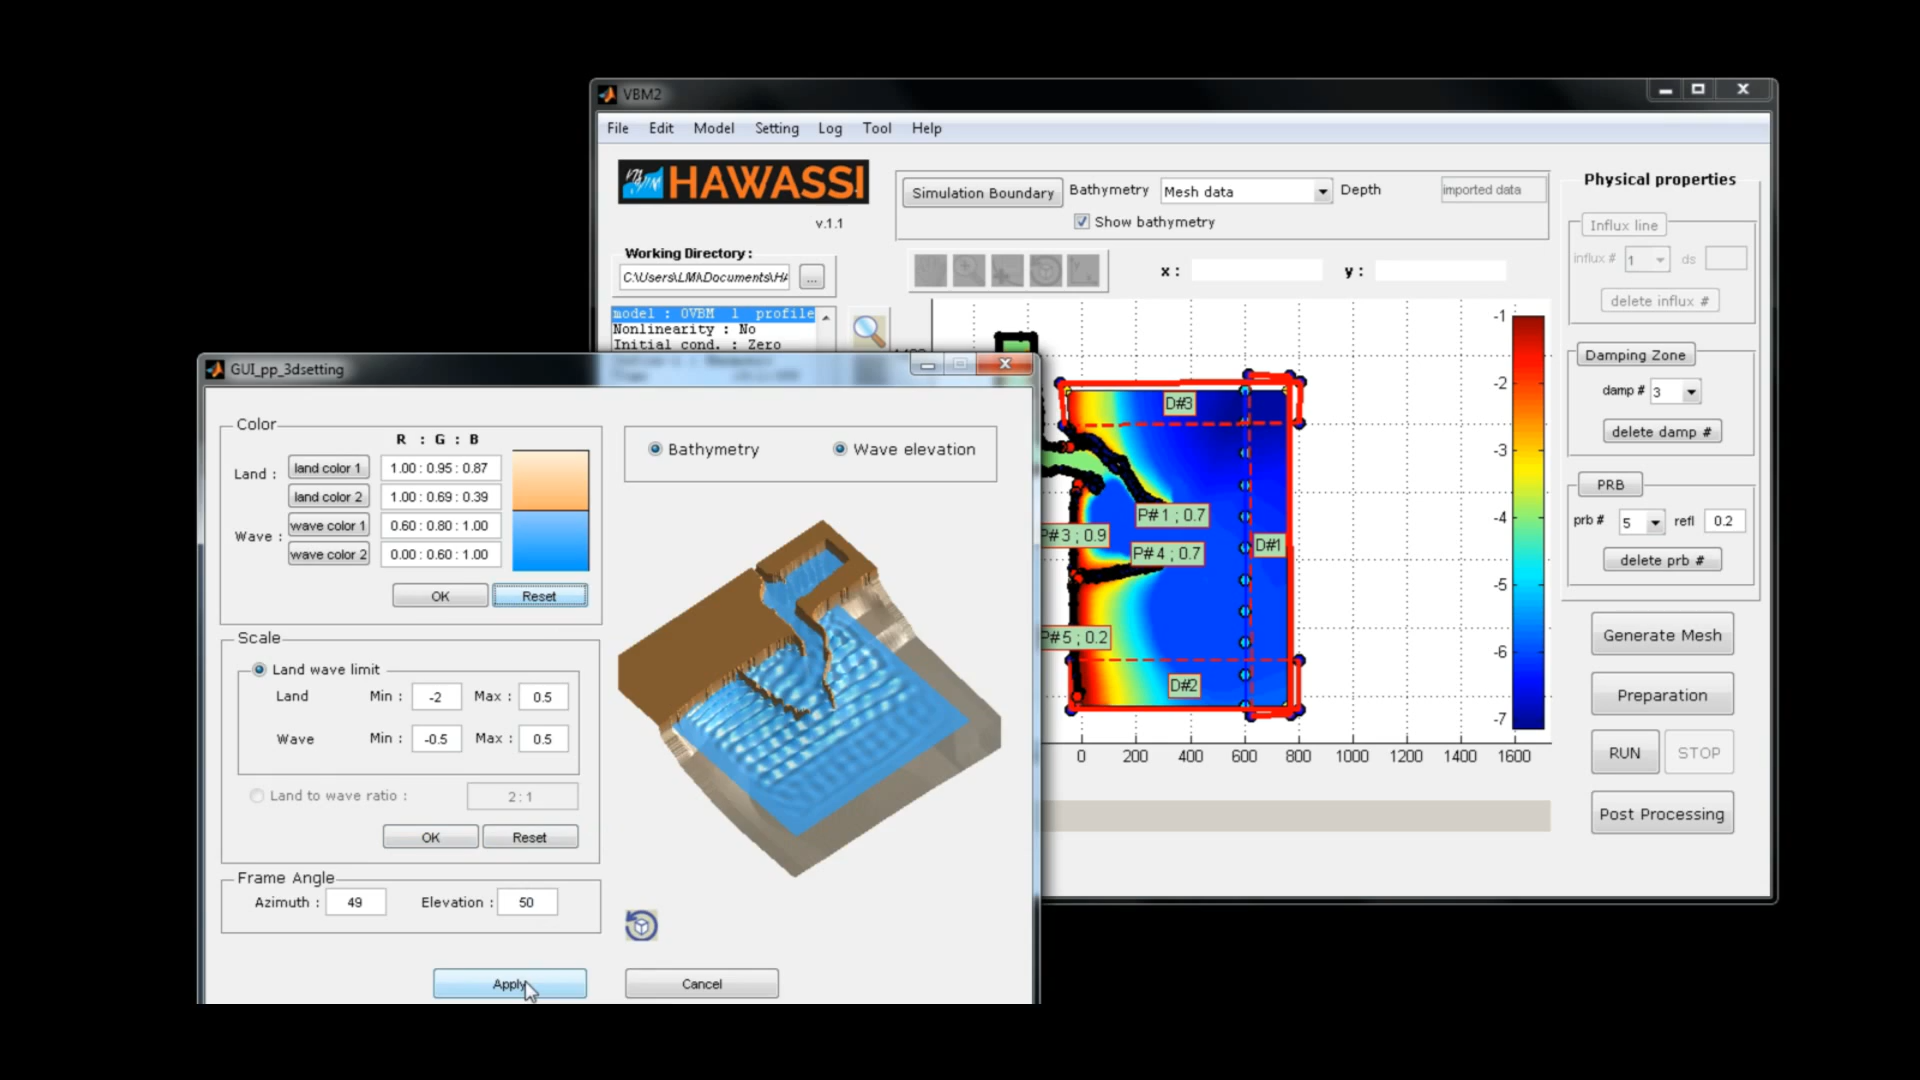 VBM2
File Edit Model Setting Log Tool Help
HAWASSI
v.1.1
Simulation Boundary Bathymetry Mesh data Depth imported data
Show bathymetry
Working Directory :
C:\Users\LMI\Documents\HA ...
x : y :
model : OVBM 1 profile
Nonlinearity : No
Initial cond. : Zero
Physical properties
Influx line
influx # 1 ds
delete influx #
Damping Zone
damp # 3
delete damp #
PRB
prb # 5 refl 0.2
delete prb #
Generate Mesh
Preparation
RUN STOP
Post Processing
D#3
P#1 ; 0.7
P#3 ; 0.9
P#4 ; 0.7
D#1
P#5 ; 0.2
D#2
0 200 400 600 800 1000 1200 1400 1600
-1
-2
-3
-4
-5
-6
-7
GUI_pp_3dsetting
Color
R : G : B
Land : land color 1 1.00 : 0.95 : 0.87
land color 2 1.00 : 0.69 : 0.39
Wave : wave color 1 0.60 : 0.80 : 1.00
wave color 2 0.00 : 0.60 : 1.00
OK Reset
Bathymetry Wave elevation
Scale
Land wave limit
Land Min : -2 Max : 0.5
Wave Min : -0.5 Max : 0.5
Land to wave ratio : 2 : 1
OK Reset
Frame Angle
Azimuth : 49 Elevation : 50
Apply Cancel